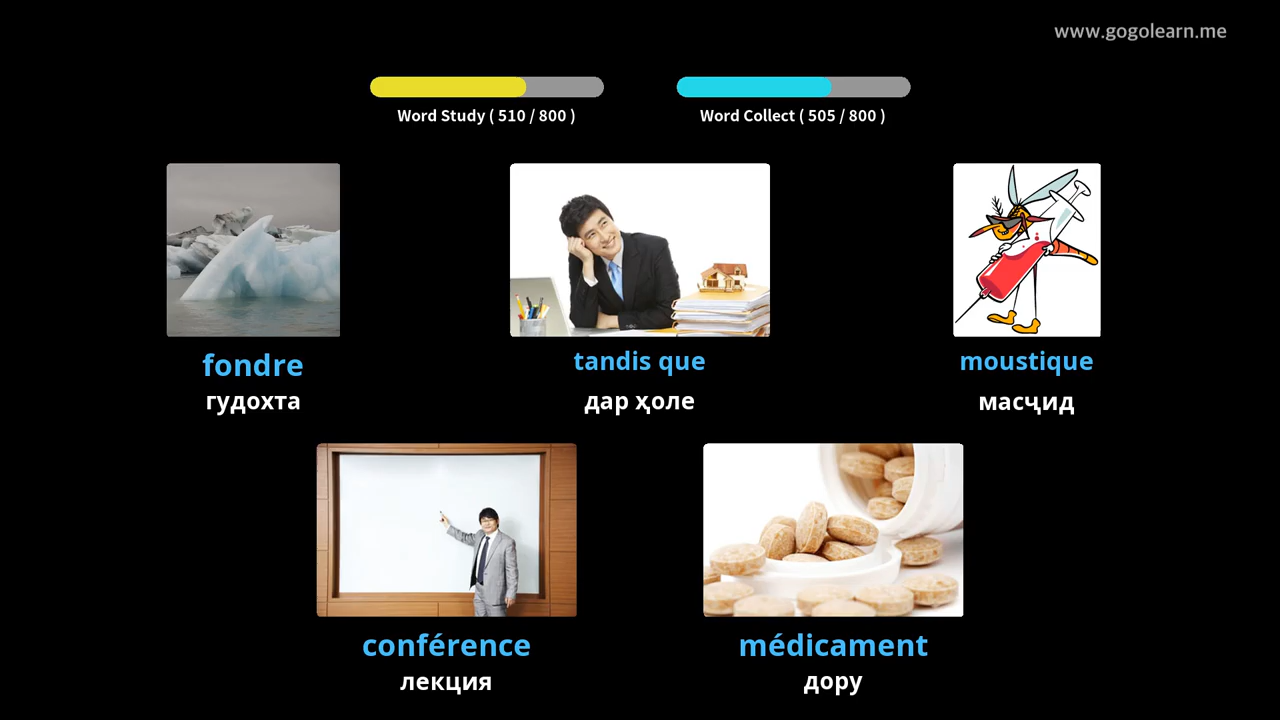 www.gogolearn.me
Word Study ( 510 / 800 )
Word Collect ( 505 / 800 )
fondre
гудохта
tandis que
дар ҳоле
moustique
масҷид
conférence
лекция
médicament
дору